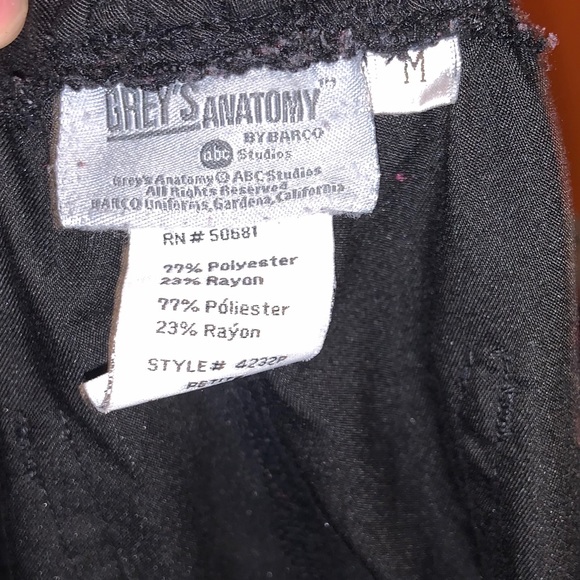 GREY'S ANATOMY™
M
BY BARCO®
abc Studios
Grey's Anatomy © ABC Studios
All Rights Reserved
BARCO Uniforms, Gardena, California
RN# 50681
77% Polyester
23% Rayon
77% Póliester
23% Rayón
STYLE# 4232P